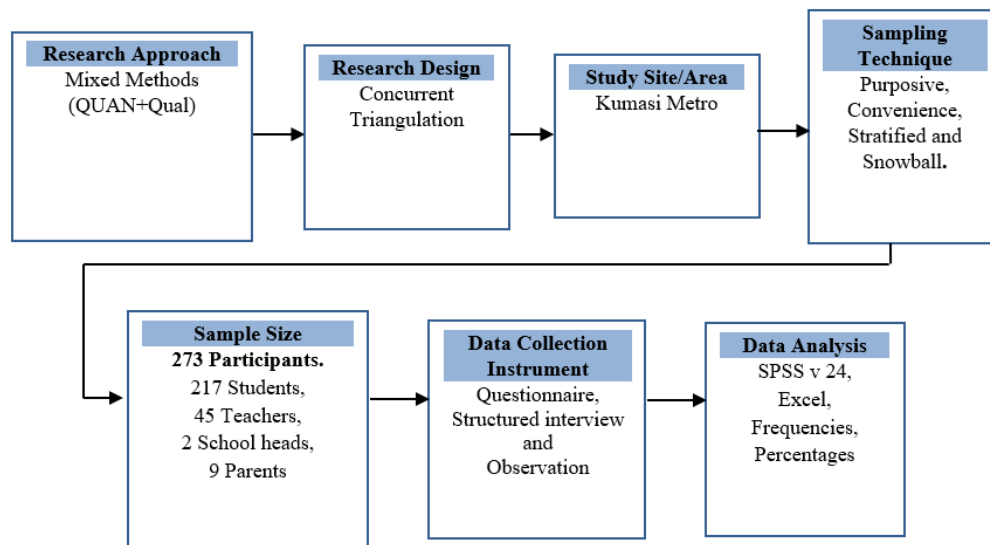 Research Approach
Mixed Methods
(QUAN+Qual)
Research Design
Concurrent
Triangulation
Study Site/Area
Kumasi Metro
Sampling
Technique
Purposive,
Convenience,
Stratified and
Snowball.
Sample Size
273 Participants.
217 Students,
45 Teachers,
2 School heads,
9 Parents
Data Collection
Instrument
Questionnaire,
Structured interview
and
Observation
Data Analysis
SPSS v 24,
Excel,
Frequencies,
Percentages